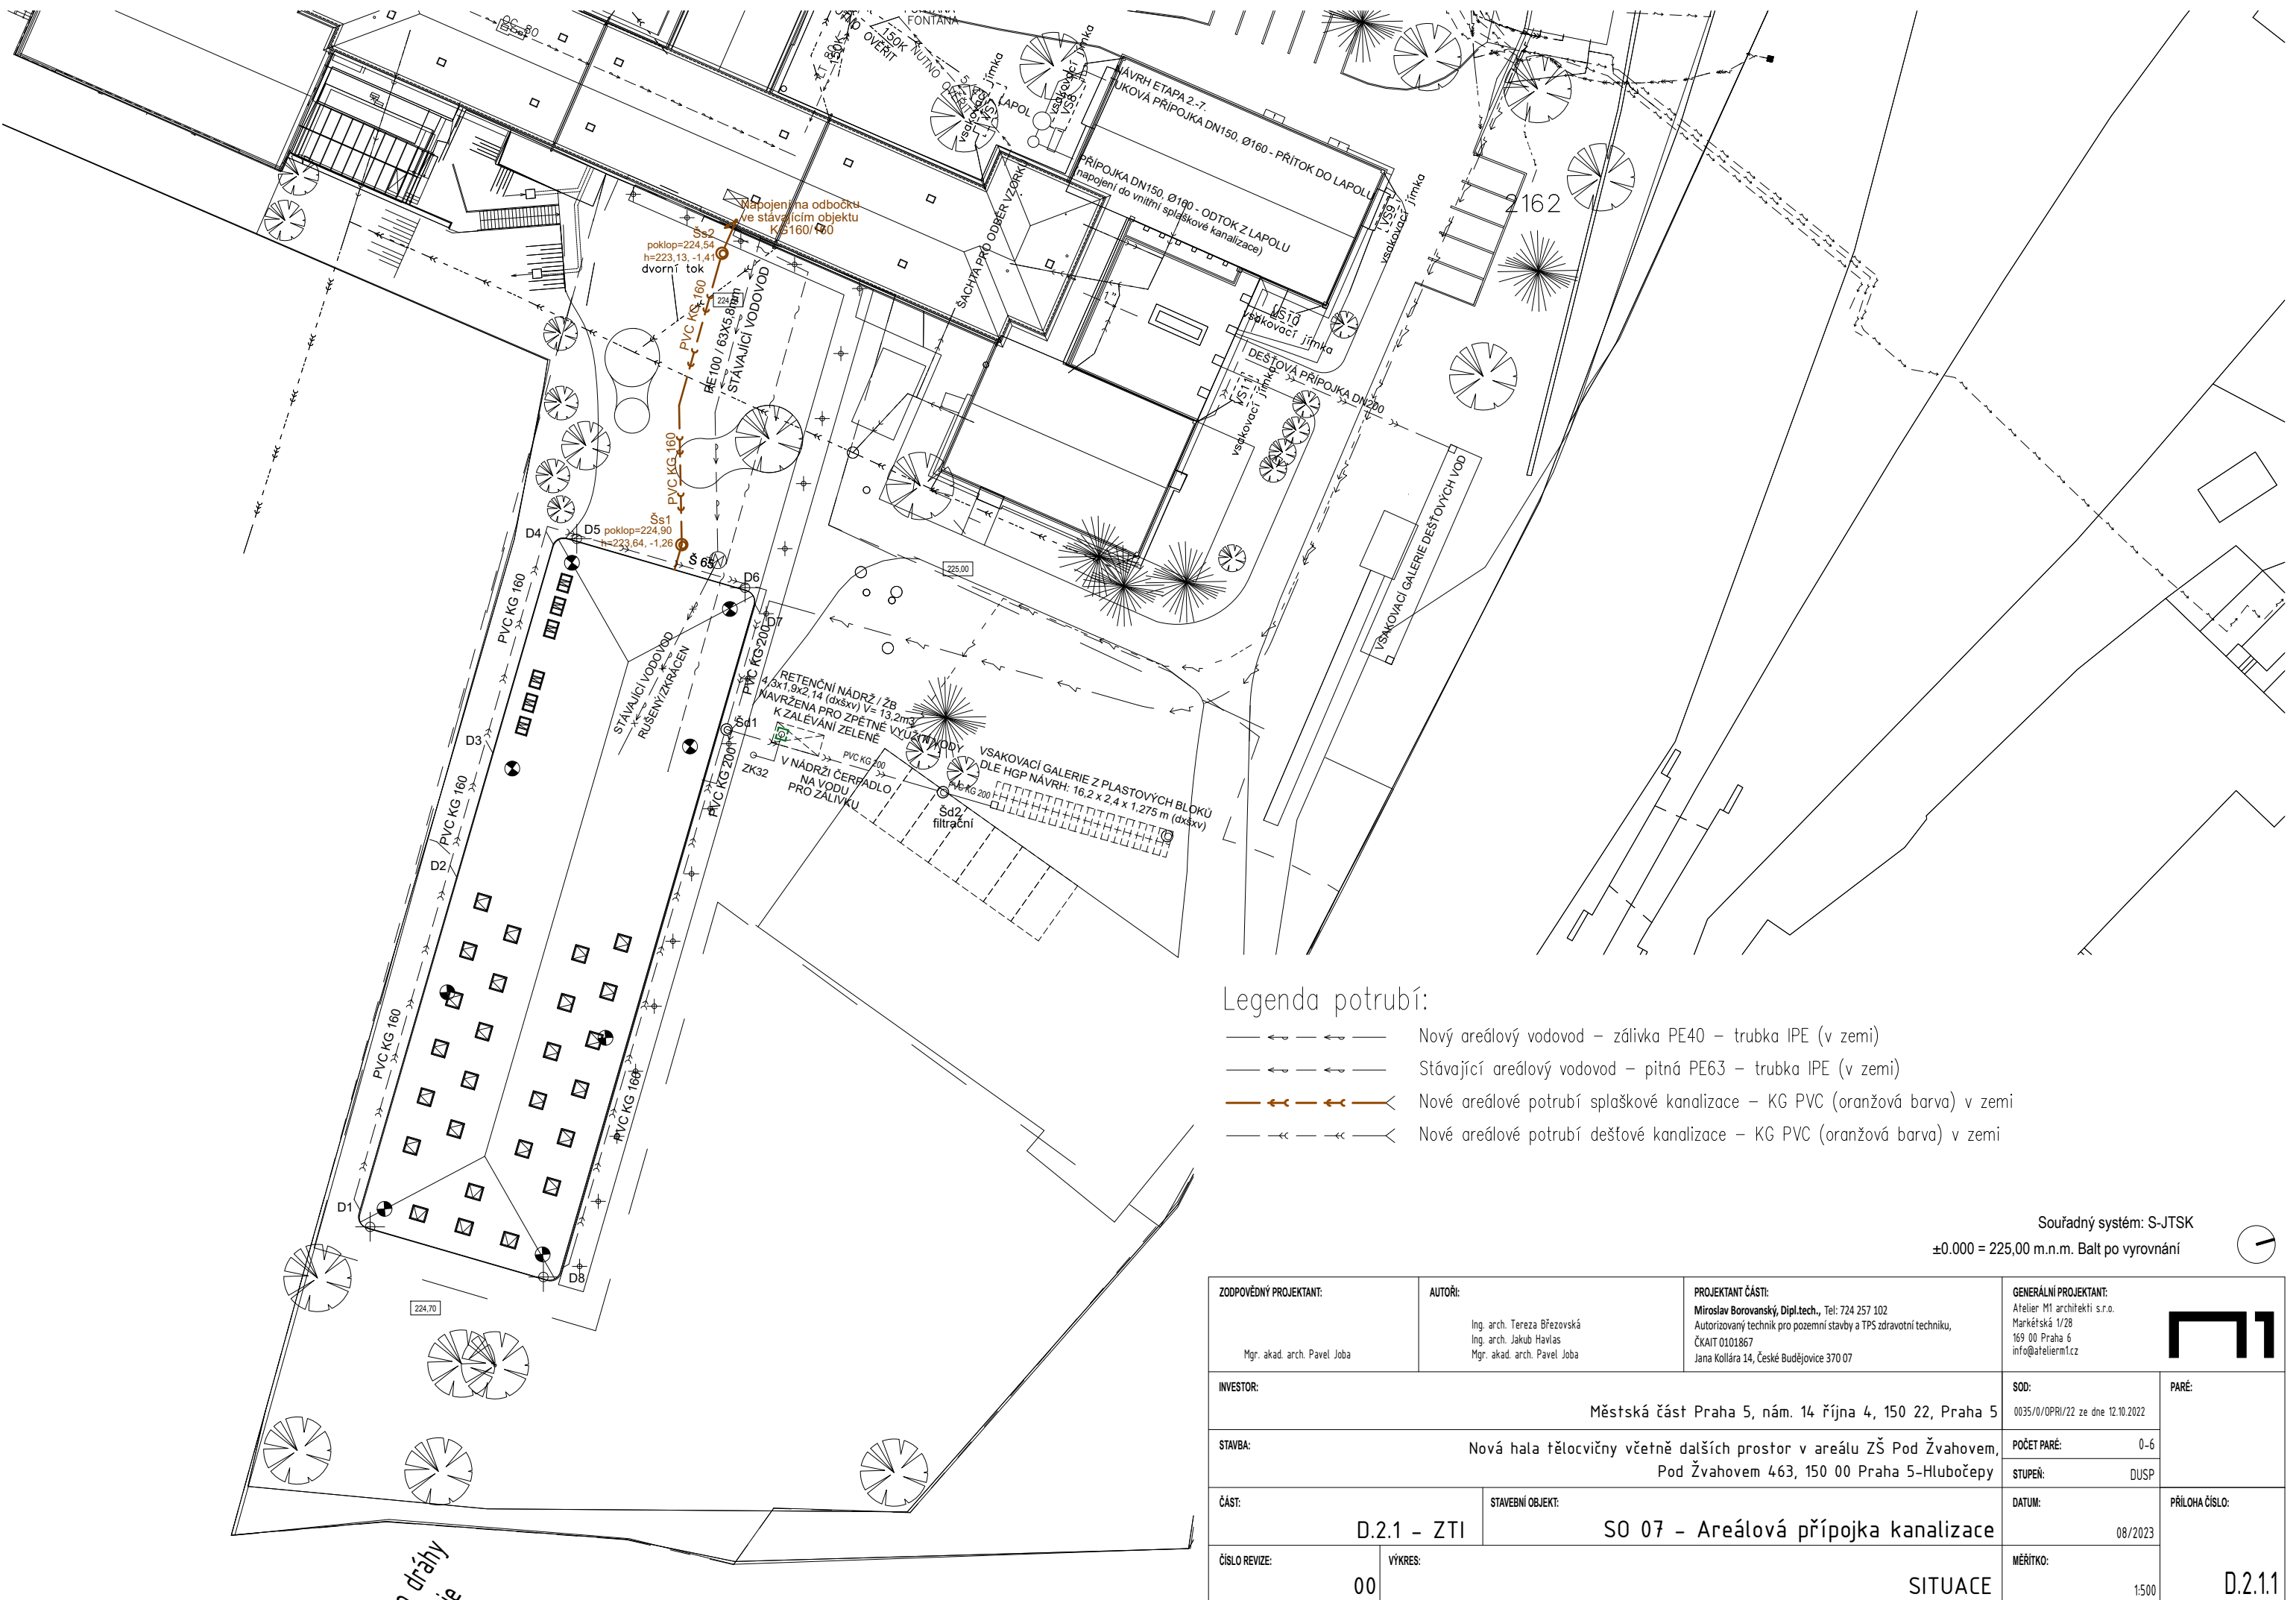 FONTÁNA
150K NUTNO
OVĚŘIT
LAPOL
vsakovací jímka
VS7
vsakovací jímka
VS8
NÁVRH ETAPA 2.-7.
TUKOVÁ PŘÍPOJKA DN150, Ø160 - PŘÍTOK DO LAPOLU
PŘÍPOJKA DN150, Ø160 - ODTOK Z LAPOLU
napojení do vnitřní splaškové kanalizace)
ŠACHTA PRO ODBĚR VZORKŮ
VS9
vsakovací jímka
2162
VS10
vsakovací jímka
DEŠŤOVÁ PŘÍPOJKA DN200
VS11
vsakovací jímka
VSAKOVACÍ GALERIE DEŠŤOVÝCH VOD
Napojení na odbočku
ve stávajícím objektu
KG160/160
Šs2
poklop=224,54
h=223,13, -1,41
dvorní tok
PVC KG 160
PE100 / 63X5,8mm
STÁVAJÍCÍ VODOVOD
PVC KG 160
Šs1
poklop=224,90
h=223,64, -1,26
D4
D5
Š 65
D6
D7
225,00
PVC KG 160
PVC KG 200
STÁVAJÍCÍ VODOVOD
RUŠENÝ/ZKRÁCEN
RETENČNÍ NÁDRŽ / ŽB
4,3x1,9x2,14 (dxšxv) V= 13,2m3
NAVRŽENA PRO ZPĚTNÉ VYUŽITÍ VODY
K ZALÉVÁNÍ ZELENĚ
Šd1
ZK32
PVC KG 200
V NÁDRŽI ČERPADLO
NA VODU
PRO ZÁLIVKU
PVC KG 200
VSAKOVACÍ GALERIE Z PLASTOVÝCH BLOKŮ
DLE HGP NÁVRH: 16,2 x 2,4 x 1,275 m (dxšxv)
PVC KG 200
Šd2
filtrační
D3
PVC KG 160
D2
PVC KG 160
PVC KG 160
D1
D8
224,70
Legenda potrubí:
Nový areálový vodovod – zálivka PE40 – trubka IPE (v zemi)
Stávající areálový vodovod – pitná PE63 – trubka IPE (v zemi)
Nové areálové potrubí splaškové kanalizace – KG PVC (oranžová barva) v zemi
Nové areálové potrubí dešťové kanalizace – KG PVC (oranžová barva) v zemi
Souřadný systém: S-JTSK
±0.000 = 225,00 m.n.m. Balt po vyrovnání
ZODPOVĚDNÝ PROJEKTANT:
Mgr. akad. arch. Pavel Joba
AUTOŘI:
Ing. arch. Tereza Březovská
Ing. arch. Jakub Havlas
Mgr. akad. arch. Pavel Joba
PROJEKTANT ČÁSTI:
Miroslav Borovanský, Dipl.tech., Tel: 724 257 102
Autorizovaný technik pro pozemní stavby a TPS zdravotní techniku,
ČKAIT 0101867
Jana Kollára 14, České Budějovice 370 07
GENERÁLNÍ PROJEKTANT:
Atelier M1 architekti s.r.o.
Markétská 1/28
169 00 Praha 6
info@atelierm1.cz
INVESTOR:
Městská část Praha 5, nám. 14 října 4, 150 22, Praha 5
SOD:
0035/0/OPRI/22 ze dne 12.10.2022
PARÉ:
STAVBA:
Nová hala tělocvičny včetně dalších prostor v areálu ZŠ Pod Žvahovem,
Pod Žvahovem 463, 150 00 Praha 5-Hlubočepy
POČET PARÉ:
0-6
STUPEŇ:
DUSP
ČÁST:
D.2.1 – ZTI
STAVEBNÍ OBJEKT:
SO 07 – Areálová přípojka kanalizace
DATUM:
08/2023
PŘÍLOHA ČÍSLO:
D.2.1.1
ČÍSLO REVIZE:
00
VÝKRES:
SITUACE
MĚŘÍTKO:
1:500
dráhy